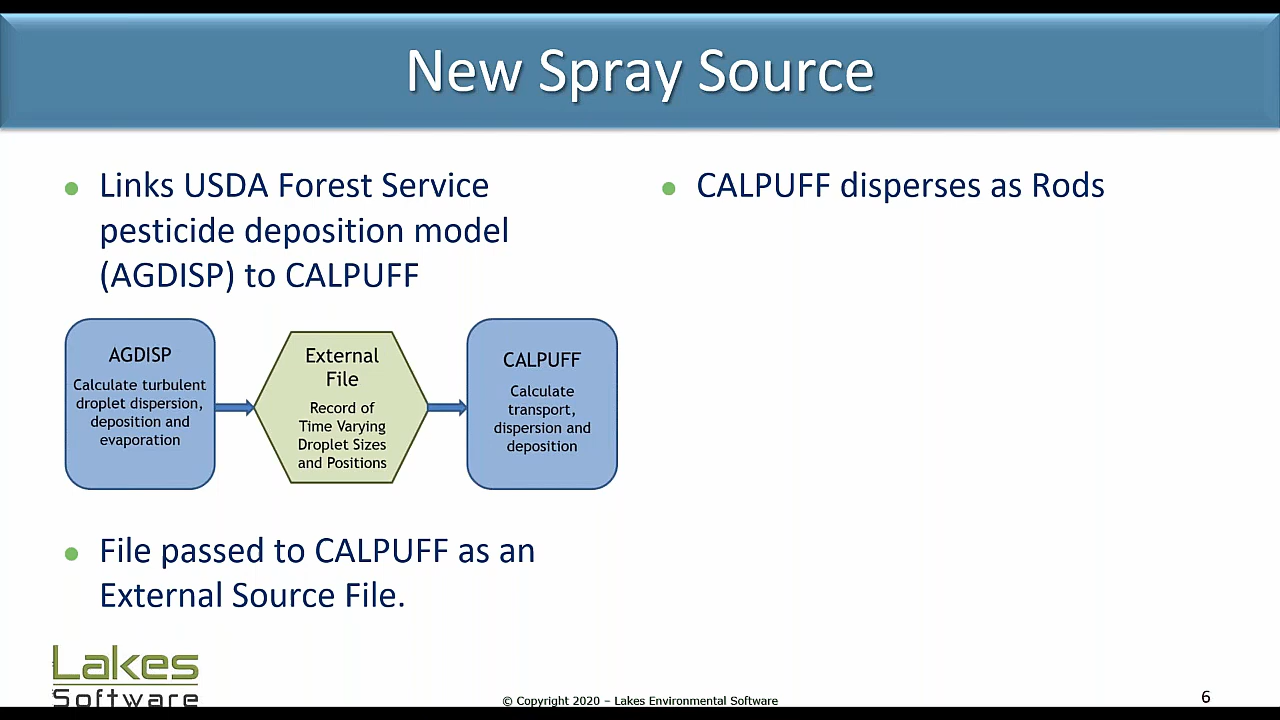 New Spray Source
Links USDA Forest Service
pesticide deposition model
(AGDISP) to CALPUFF
AGDISP
Calculate turbulent
droplet dispersion,
deposition and
evaporation
External
File
Record of
Time Varying
Droplet Sizes
and Positions
CALPUFF
Calculate
transport,
dispersion and
deposition
File passed to CALPUFF as an
External Source File.
CALPUFF disperses as Rods
Lakes
Software
© Copyright 2020 – Lakes Environmental Software
6